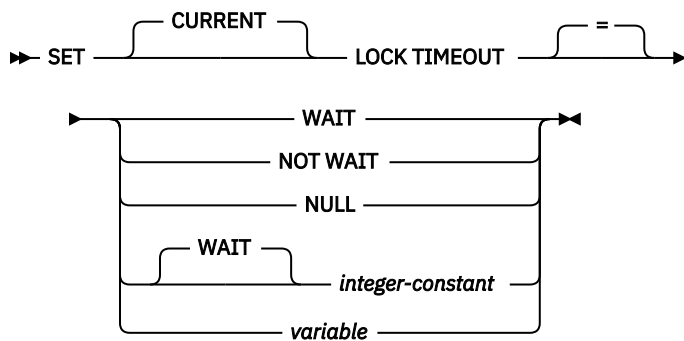 CURRENT
SET LOCK TIMEOUT =
WAIT
NOT WAIT
NULL
WAIT
integer-constant
variable